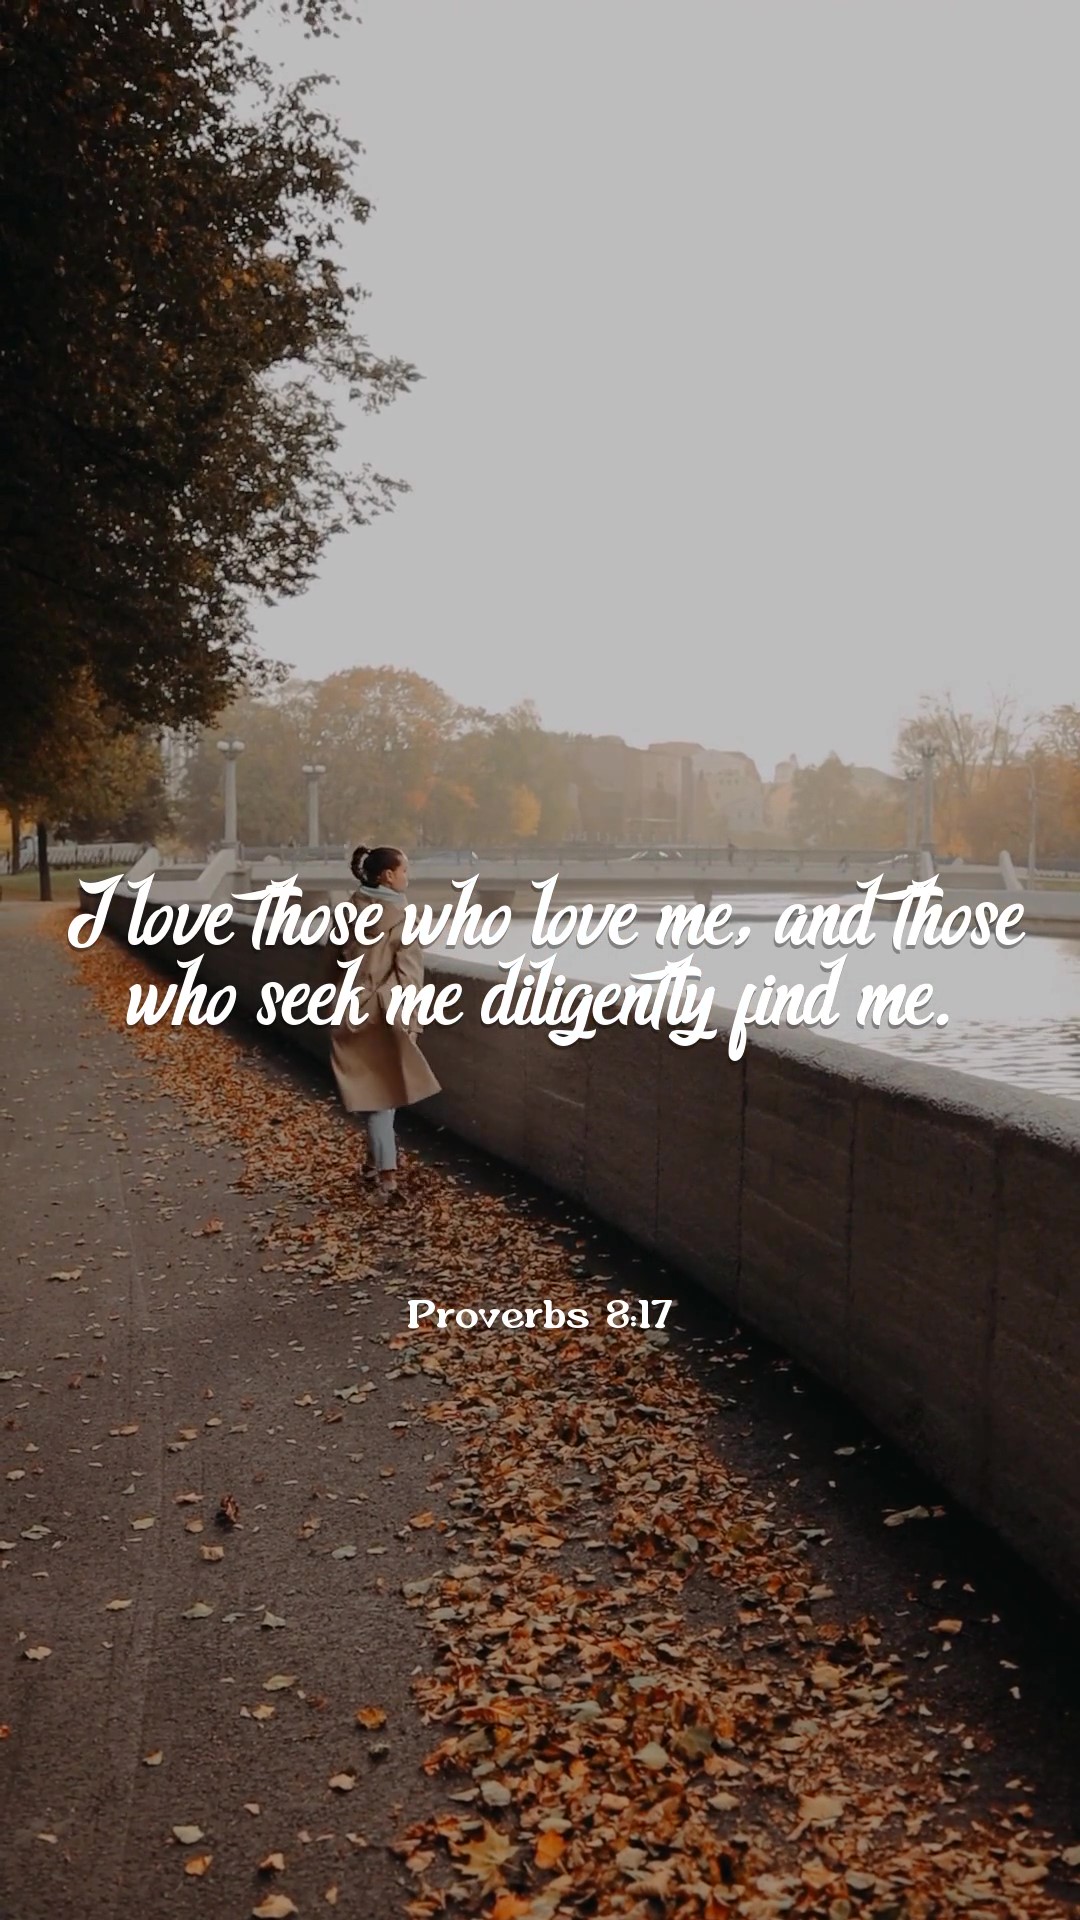 I love those who love me, and those
who seek me diligently find me.
Proverbs 8:17